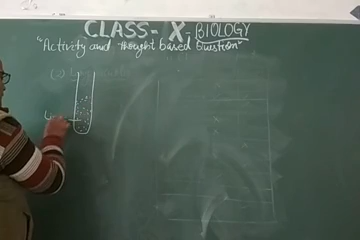 CLASS- X, BIOLOGY
"Activity and thought based Question"